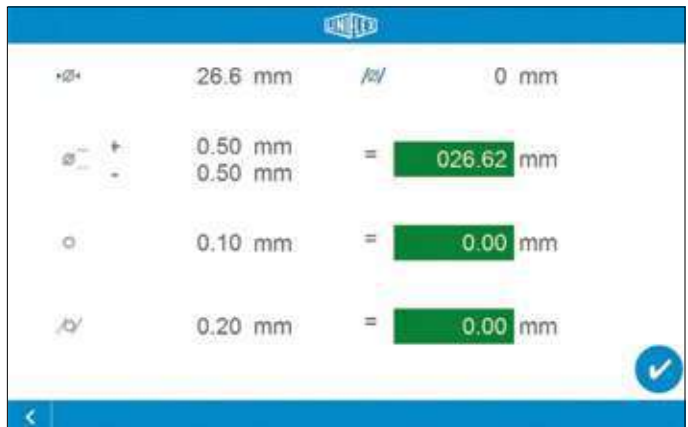 UNIFLEX
26.6 mm 0 mm
+ 0.50 mm = 026.62 mm
- 0.50 mm
0.10 mm = 0.00 mm
0.20 mm = 0.00 mm